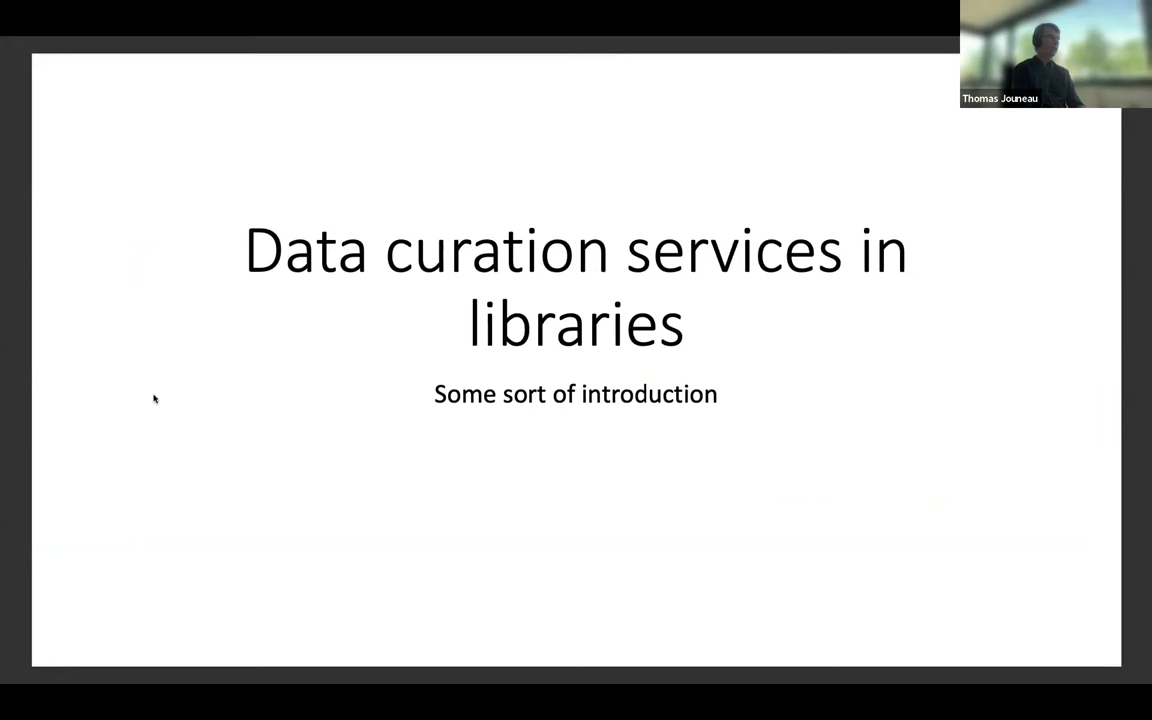 Thomas Jouneau
Data curation services in
libraries
Some sort of introduction